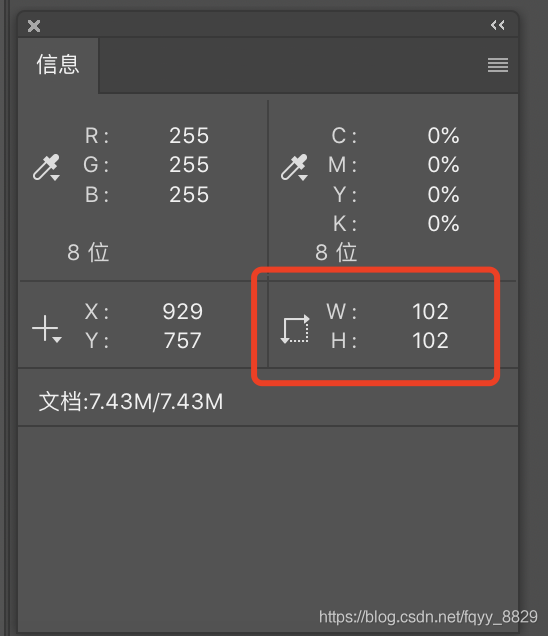 信息
R : 255
G : 255
B : 255
8 位
C : 0%
M : 0%
Y : 0%
K : 0%
8 位
X : 929
Y : 757
W : 102
H : 102
文档:7.43M/7.43M
https://blog.csdn.net/fqyy_8829